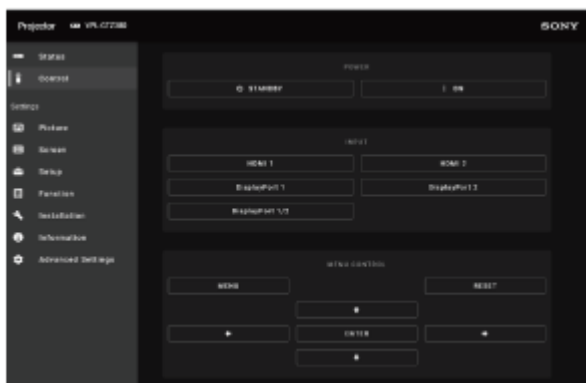 Projector
SONY
Status
Control
Settings
Picture
Screen
Setup
Function
Installation
Information
Advanced Settings
POWER
STANDBY
ON
INPUT
HDMI 1
HDMI 2
DisplayPort 1
DisplayPort 2
DisplayPort 1/2
MENU CONTROL
MENU
RESET
ENTER